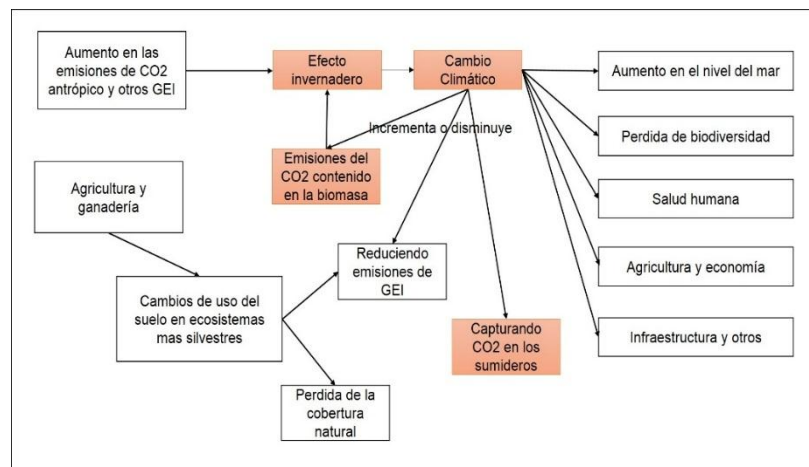 Aumento en las
emisiones de CO2
antrópico y otros GEI
Efecto
invernadero
Cambio
Climático
Aumento en el nivel del mar
Incrementa o disminuye
Perdida de biodiversidad
Emisiones del
CO2 contenido
en la biomasa
Agricultura y
ganadería
Salud humana
Reduciendo
emisiones de
GEI
Agricultura y economía
Cambios de uso del
suelo en ecosistemas
mas silvestres
Capturando
CO2 en los
sumideros
Infraestructura y otros
Perdida de la
cobertura
natural